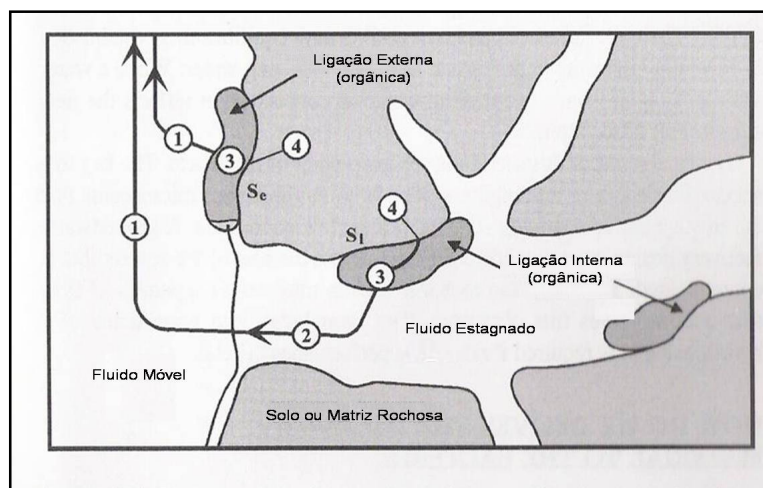 Ligação Externa
(orgânica)
1
3
4
Se
1
4
SI
3
Ligação Interna
(orgânica)
2
Fluido Estagnado
Fluido Móvel
Solo ou Matriz Rochosa